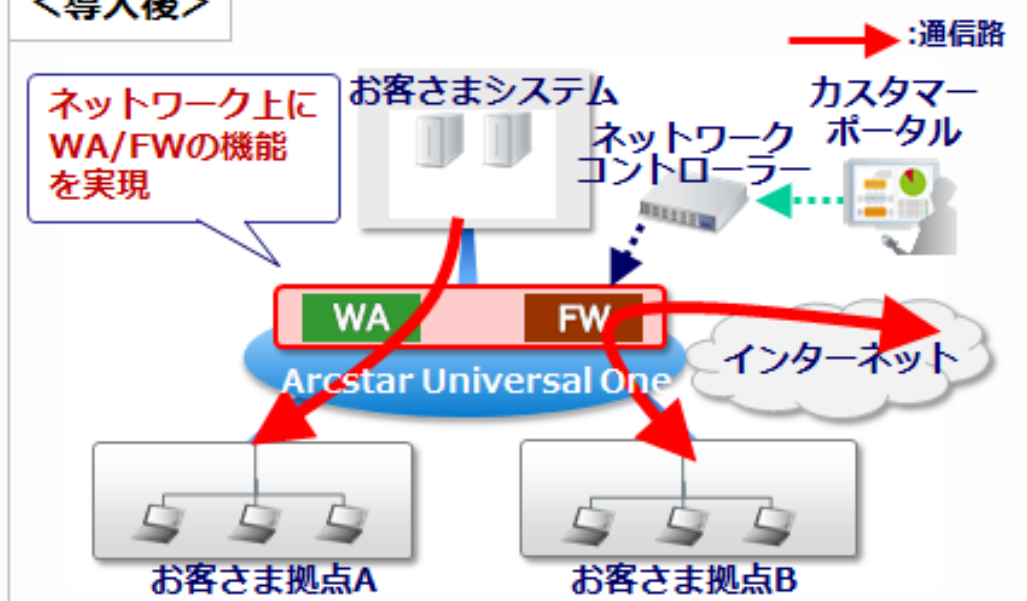 <導入後>
:通信路
ネットワーク上に
WA/FWの機能
を実現
お客さまシステム
ネットワーク
コントローラー
カスタマー
ポータル
WA
FW
Arcstar Universal One
インターネット
お客さま拠点A
お客さま拠点B